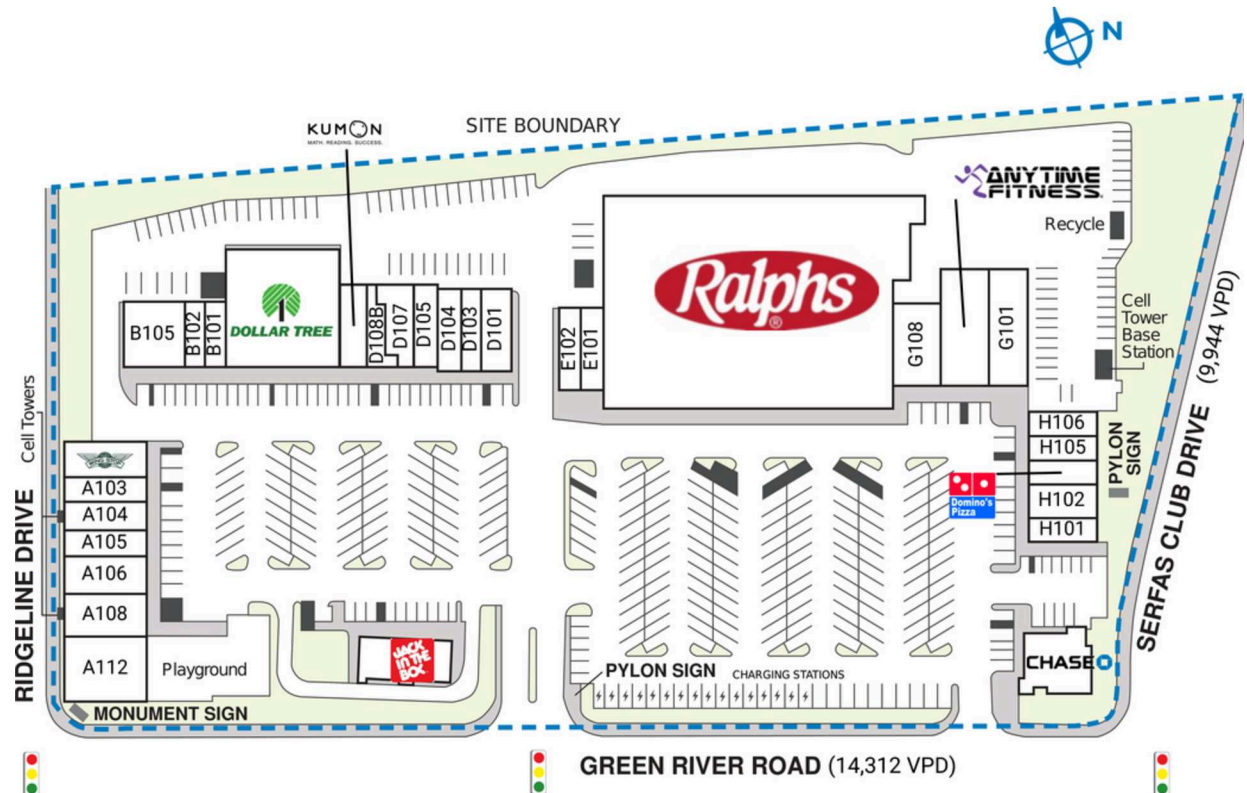 N
KUMON
MATH. READING. SUCCESS.
SITE BOUNDARY
ANYTIME
FITNESS
Recycle
Ralphs
®
DOLLAR TREE
B105
B102
B101
D108B
D107
D105
D104
D103
D101
E102
E101
G108
G101
Cell
Tower
Base
Station
(9,944 VPD)
SERFAS CLUB DRIVE
PYLON
SIGN
H106
H105
H102
H101
Domino's
Pizza
Cell Towers
RIDGELINE DRIVE
A103
A104
A105
A106
A108
A112
Playground
JACK
IN THE
BOX
PYLON SIGN
CHARGING STATIONS
CHASE
MONUMENT SIGN
GREEN RIVER ROAD (14,312 VPD)